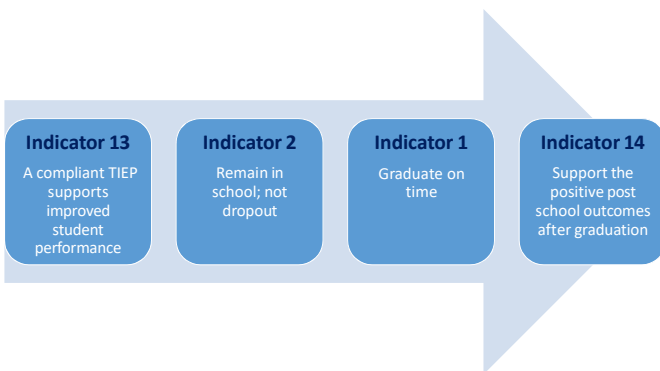 Indicator 13
A compliant TIEP
supports
improved
student
performance
Indicator 2
Remain in
school; not
dropout
Indicator 1
Graduate on
time
Indicator 14
Support the
positive post
school outcomes
after graduation